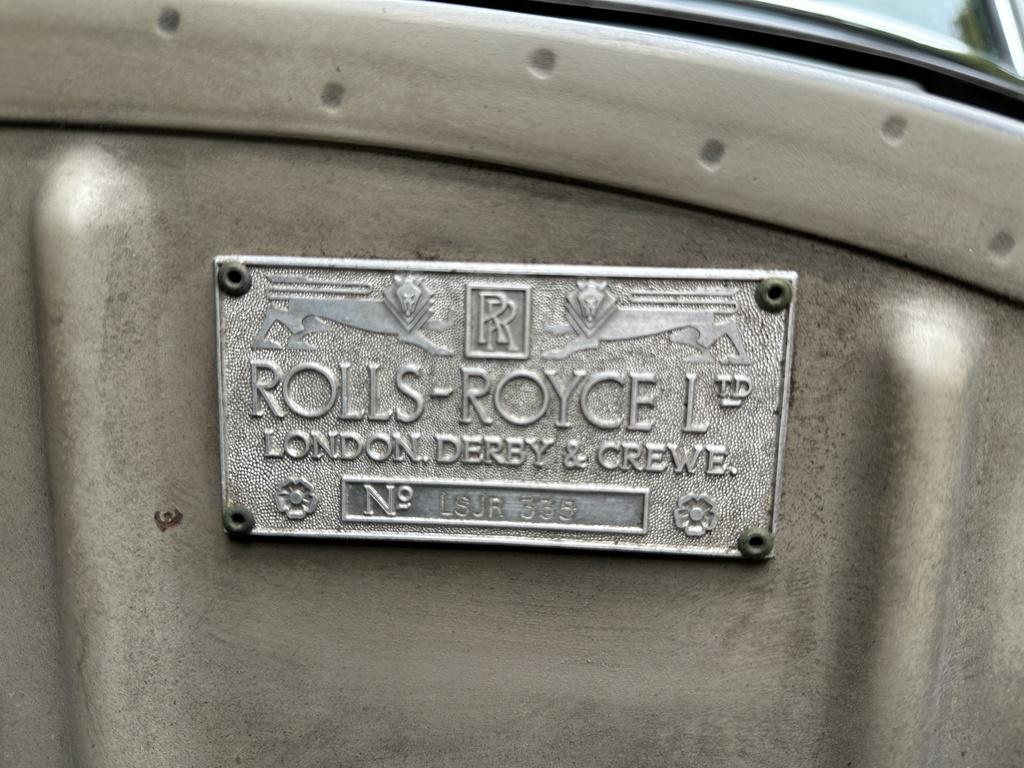 RR
ROLLS-ROYCE LTD
LONDON. DERBY & CREWE.
Nº LSJR 335